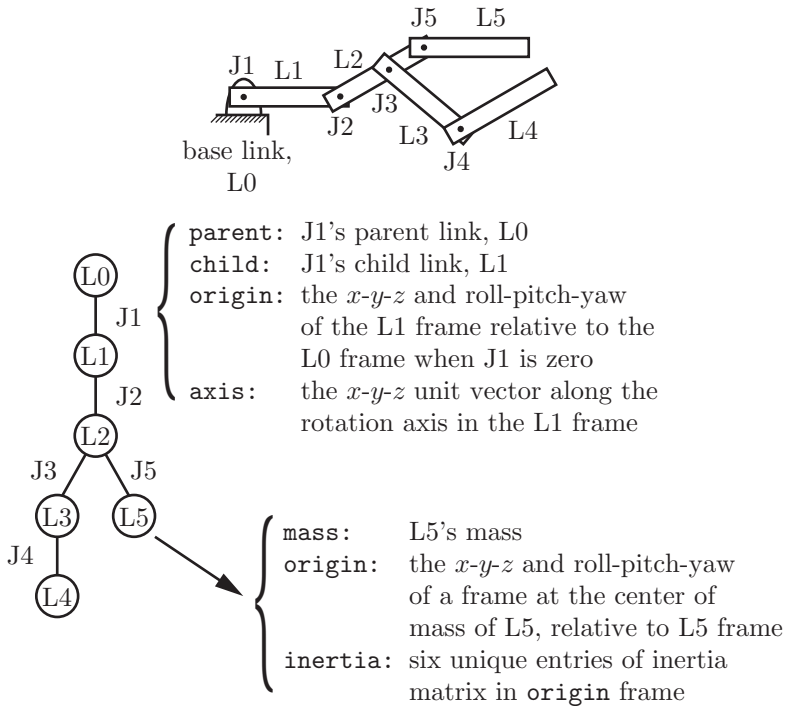 J5 L5
J1 L1 L2
J3
J2 L3 L4
J4
base link,
L0
parent: J1's parent link, L0
child: J1's child link, L1
origin: the x-y-z and roll-pitch-yaw
of the L1 frame relative to the
L0 frame when J1 is zero
axis: the x-y-z unit vector along the
rotation axis in the L1 frame
L0
J1
L1
J2
L2
J3 J5
L3 L5
J4
L4
mass: L5's mass
origin: the x-y-z and roll-pitch-yaw
of a frame at the center of
mass of L5, relative to L5 frame
inertia: six unique entries of inertia
matrix in origin frame